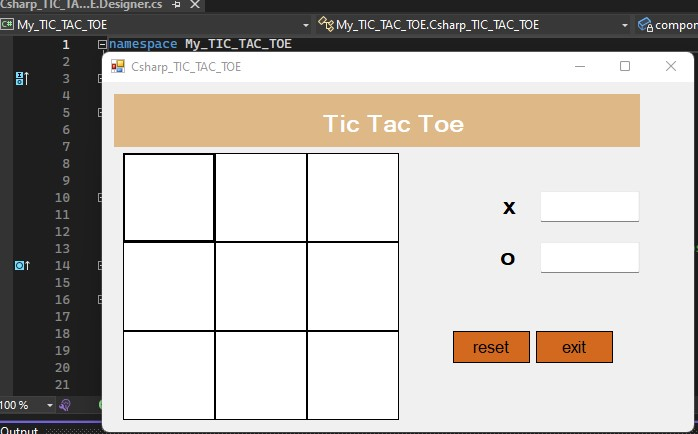 Csharp_TIC_TA...E.Designer.cs
C# My_TIC_TAC_TOE
My_TIC_TAC_TOE.Csharp_TIC_TAC_TOE
compor
1
namespace My_TIC_TAC_TOE
2
Csharp_TIC_TAC_TOE
3
4
5
Tic Tac Toe
6
7
8
9
10
11
X
12
13
14
O
15
16
17
18
19
reset
exit
20
21
100 %
Output